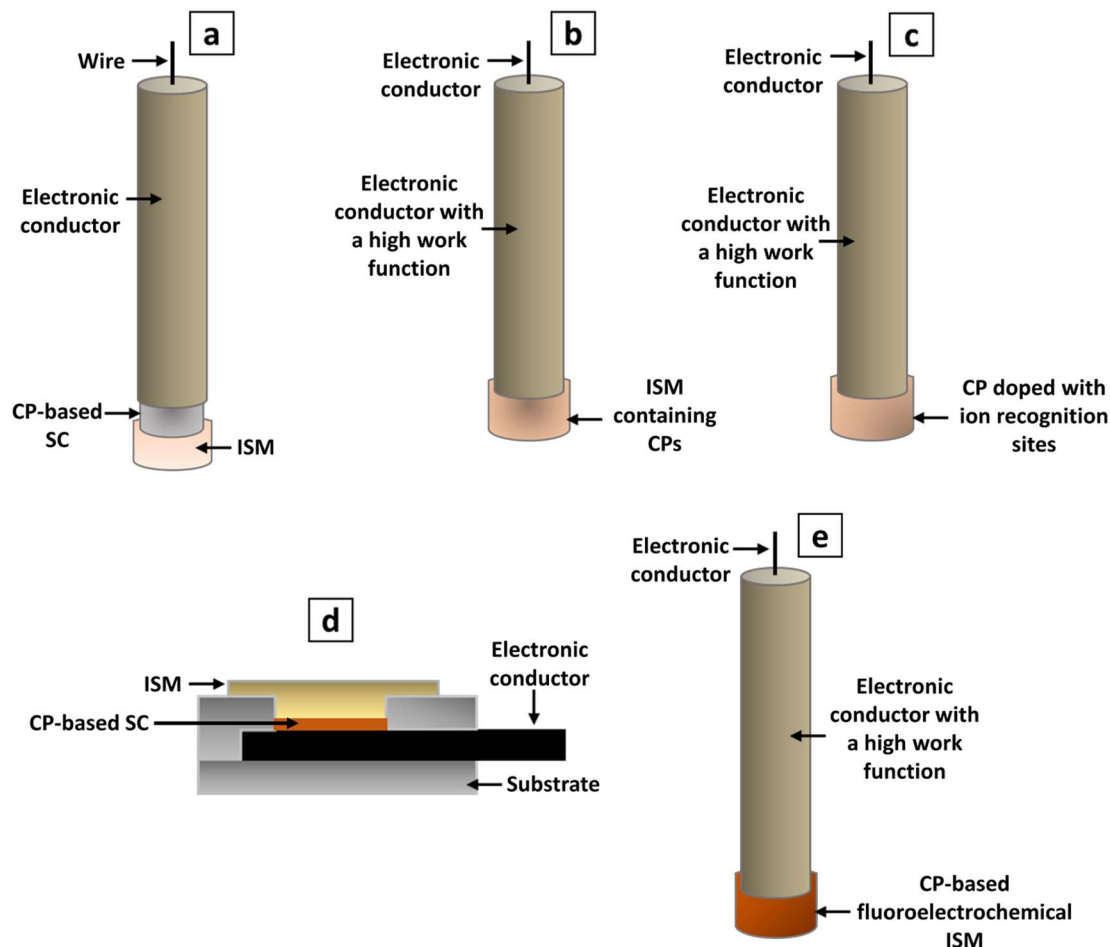 a
Wire
Electronic
conductor
CP-based
SC
ISM
b
Electronic
conductor
Electronic
conductor with
a high work
function
ISM
containing
CPs
c
Electronic
conductor
Electronic
conductor with
a high work
function
CP doped with
ion recognition
sites
d
ISM
Electronic
conductor
CP-based SC
Substrate
e
Electronic
conductor
Electronic
conductor with
a high work
function
CP-based
fluoroelectrochemical
ISM